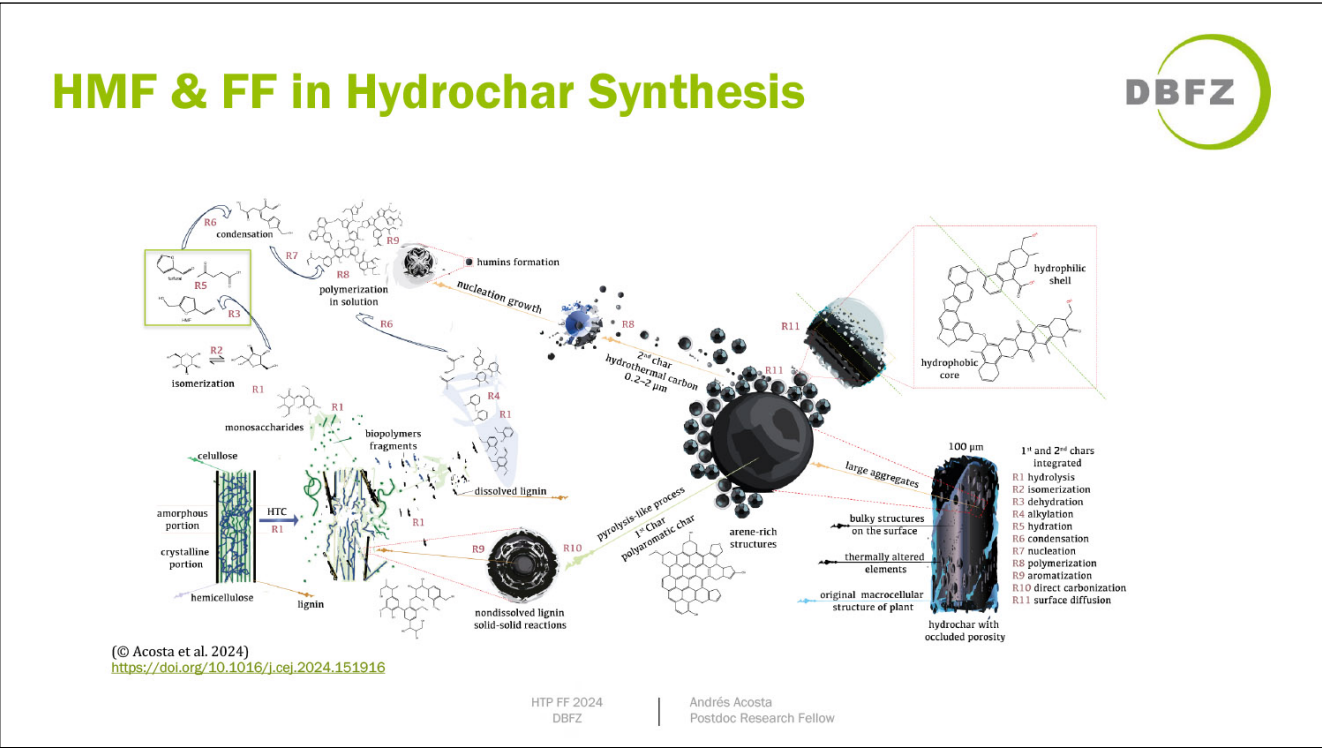 HMF & FF in Hydrochar Synthesis
DBFZ
R6
condensation
R7
R9
R8
polymerization
in solution
humins formation
furfural
R5
HMF
R3
R2
isomerization
R1
nucleation growth
R6
R8
2nd char
hydrothermal carbon
0.2–2 μm
R11
R11
hydrophilic
shell
hydrophobic
core
monosaccharides
R1
R4
R1
biopolymers
fragments
dissolved lignin
cellulose
amorphous
portion
crystalline
portion
hemicellulose
HTC
R1
lignin
R1
R9
R10
nondissolved lignin
solid-solid reactions
pyrolysis-like process
1st Char
polyaromatic char
arene-rich
structures
large aggregates
100 μm
bulky structures
on the surface
thermally altered
elements
original macrocellular
structure of plant
hydrochar with
occluded porosity
1st and 2nd chars
integrated
R1 hydrolysis
R2 isomerization
R3 dehydration
R4 alkylation
R5 hydration
R6 condensation
R7 nucleation
R8 polymerization
R9 aromatization
R10 direct carbonization
R11 surface diffusion
(© Acosta et al. 2024)
https://doi.org/10.1016/j.cej.2024.151916
HTP FF 2024
DBFZ
Andrés Acosta
Postdoc Research Fellow